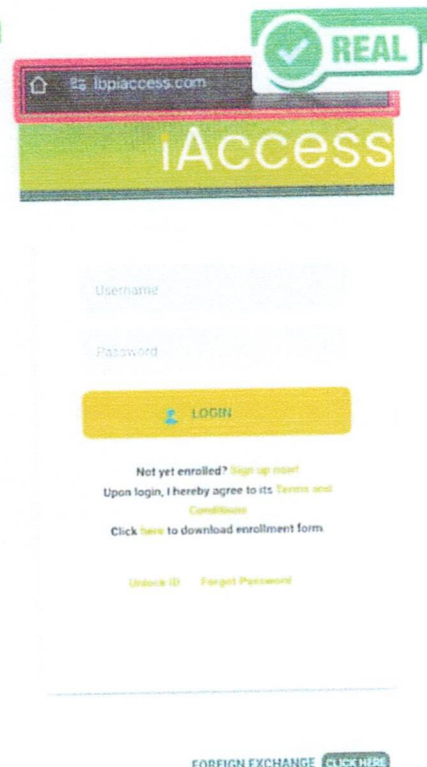 REAL
lbpiaccess.com
iAccess
Username
Password
LOGIN
Not yet enrolled? Sign up now!
Upon login, I hereby agree to its Terms and
Conditions
Click here to download enrollment form.
Unlock ID Forgot Password
FOREIGN EXCHANGE CLICK HERE